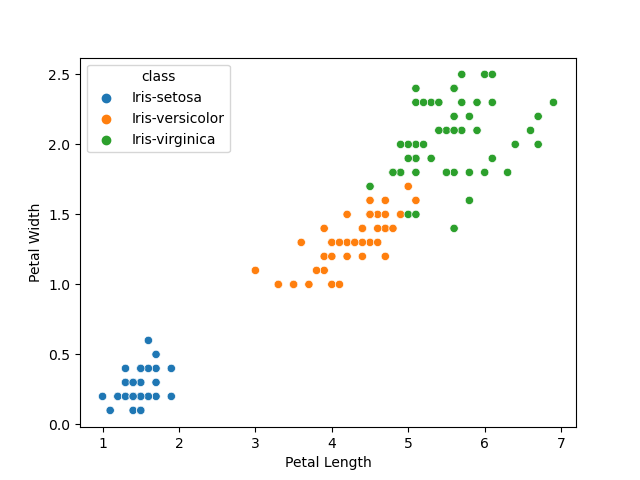 class
Iris-setosa
Iris-versicolor
Iris-virginica
2.5
2.0
1.5
1.0
0.5
0.0
Petal Width
1 2 3 4 5 6 7
Petal Length